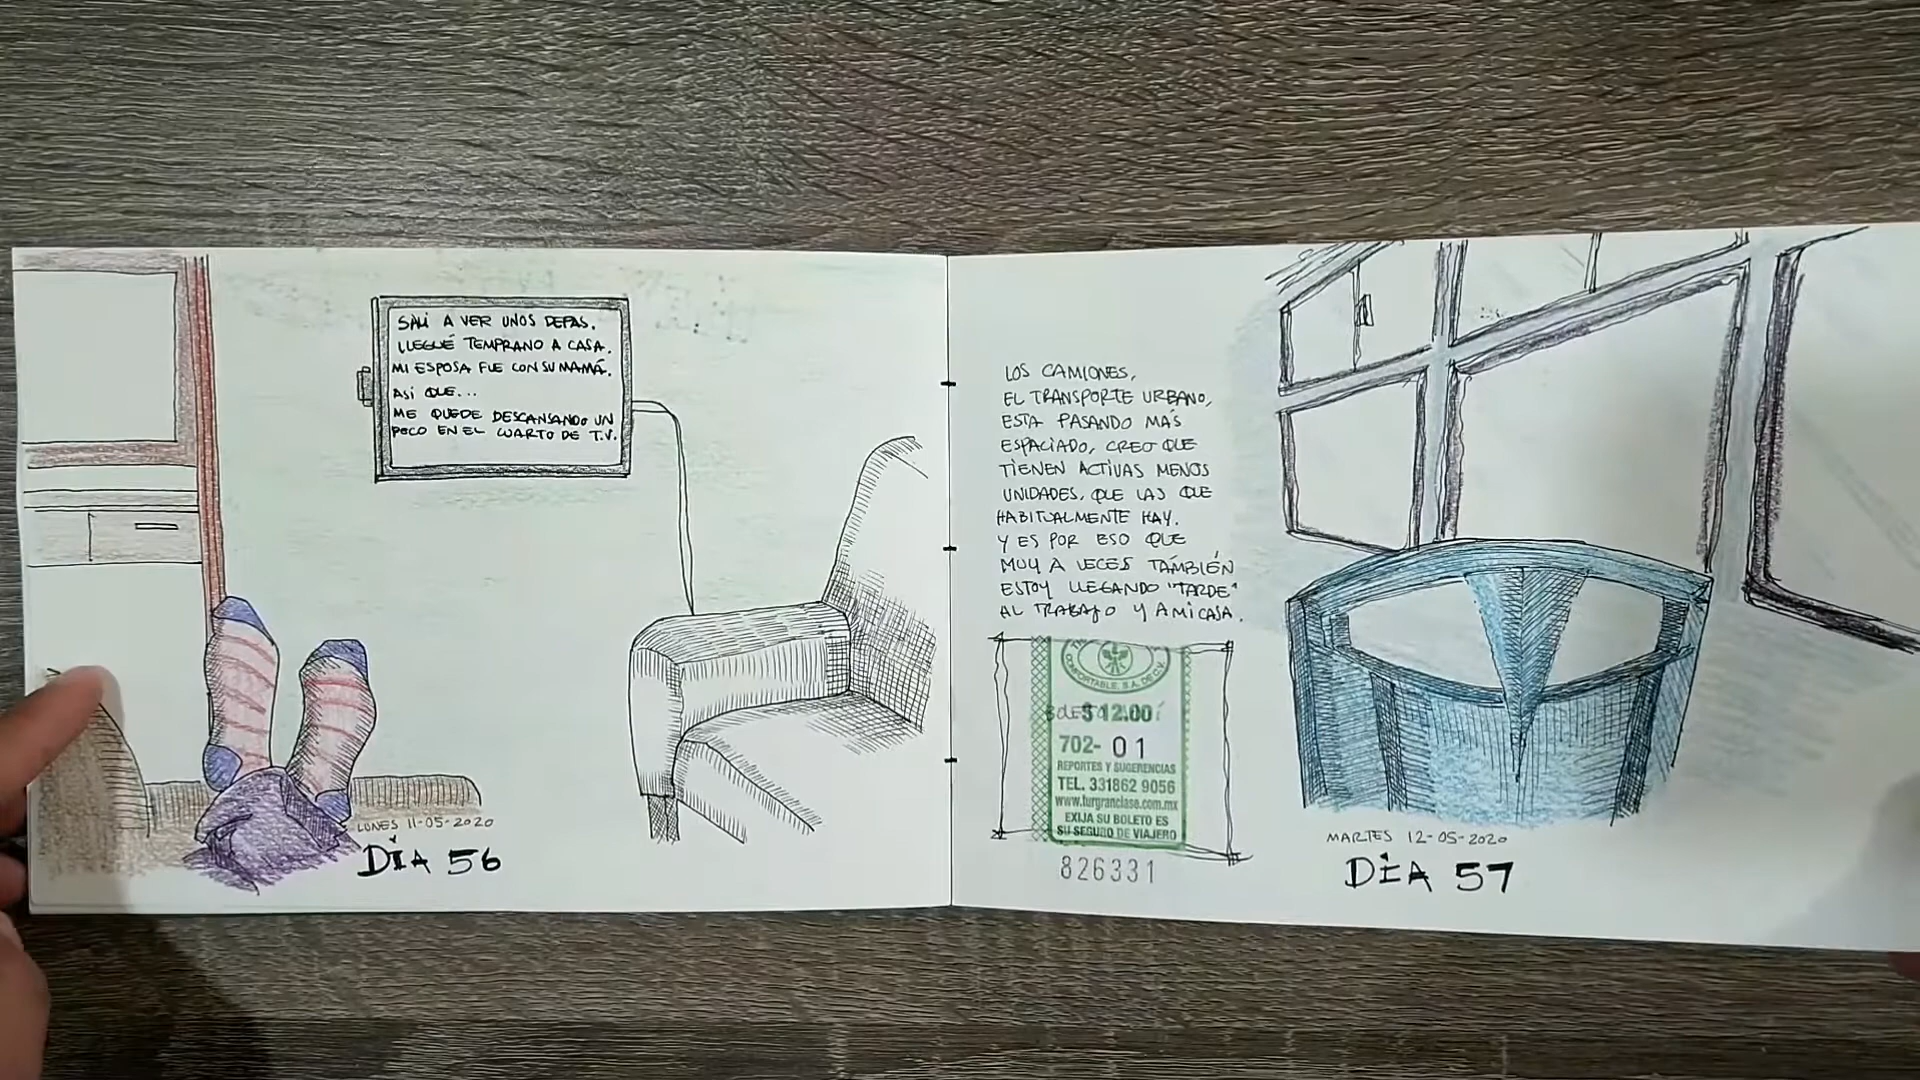 SALI A VER UNOS DEPAS.
LLEGUÉ TEMPRANO A CASA.
MI ESPOSA FUE CON SU MAMÁ.
ASÍ QUE...
ME QUEDE DESCANSANDO UN
POCO EN EL CUARTO DE T.V.
LUNES 11-05-2020
DÍA 56
LOS CAMIONES,
EL TRANSPORTE URBANO,
ESTA PASANDO MÁS
ESPACIADO, CREO QUE
TIENEN ACTIVAS MENOS
UNIDADES, QUE LAS QUE
HABITUALMENTE HAY.
Y ES POR ESO QUE
MUY A VECES TAMBIÉN
ESTOY LLEGANDO "TARDE"
AL TRABAJO Y A MI CASA.
CONFORTABLE, S.A. DE C.V.
$12.00
702- 01
REPORTES Y SUGERENCIAS
TEL. 331862 9056
www.turgranclase.com.mx
EXIJA SU BOLETO ES
SU SEGURO DE VIAJERO
826331
MARTES 12-05-2020
DÍA 57